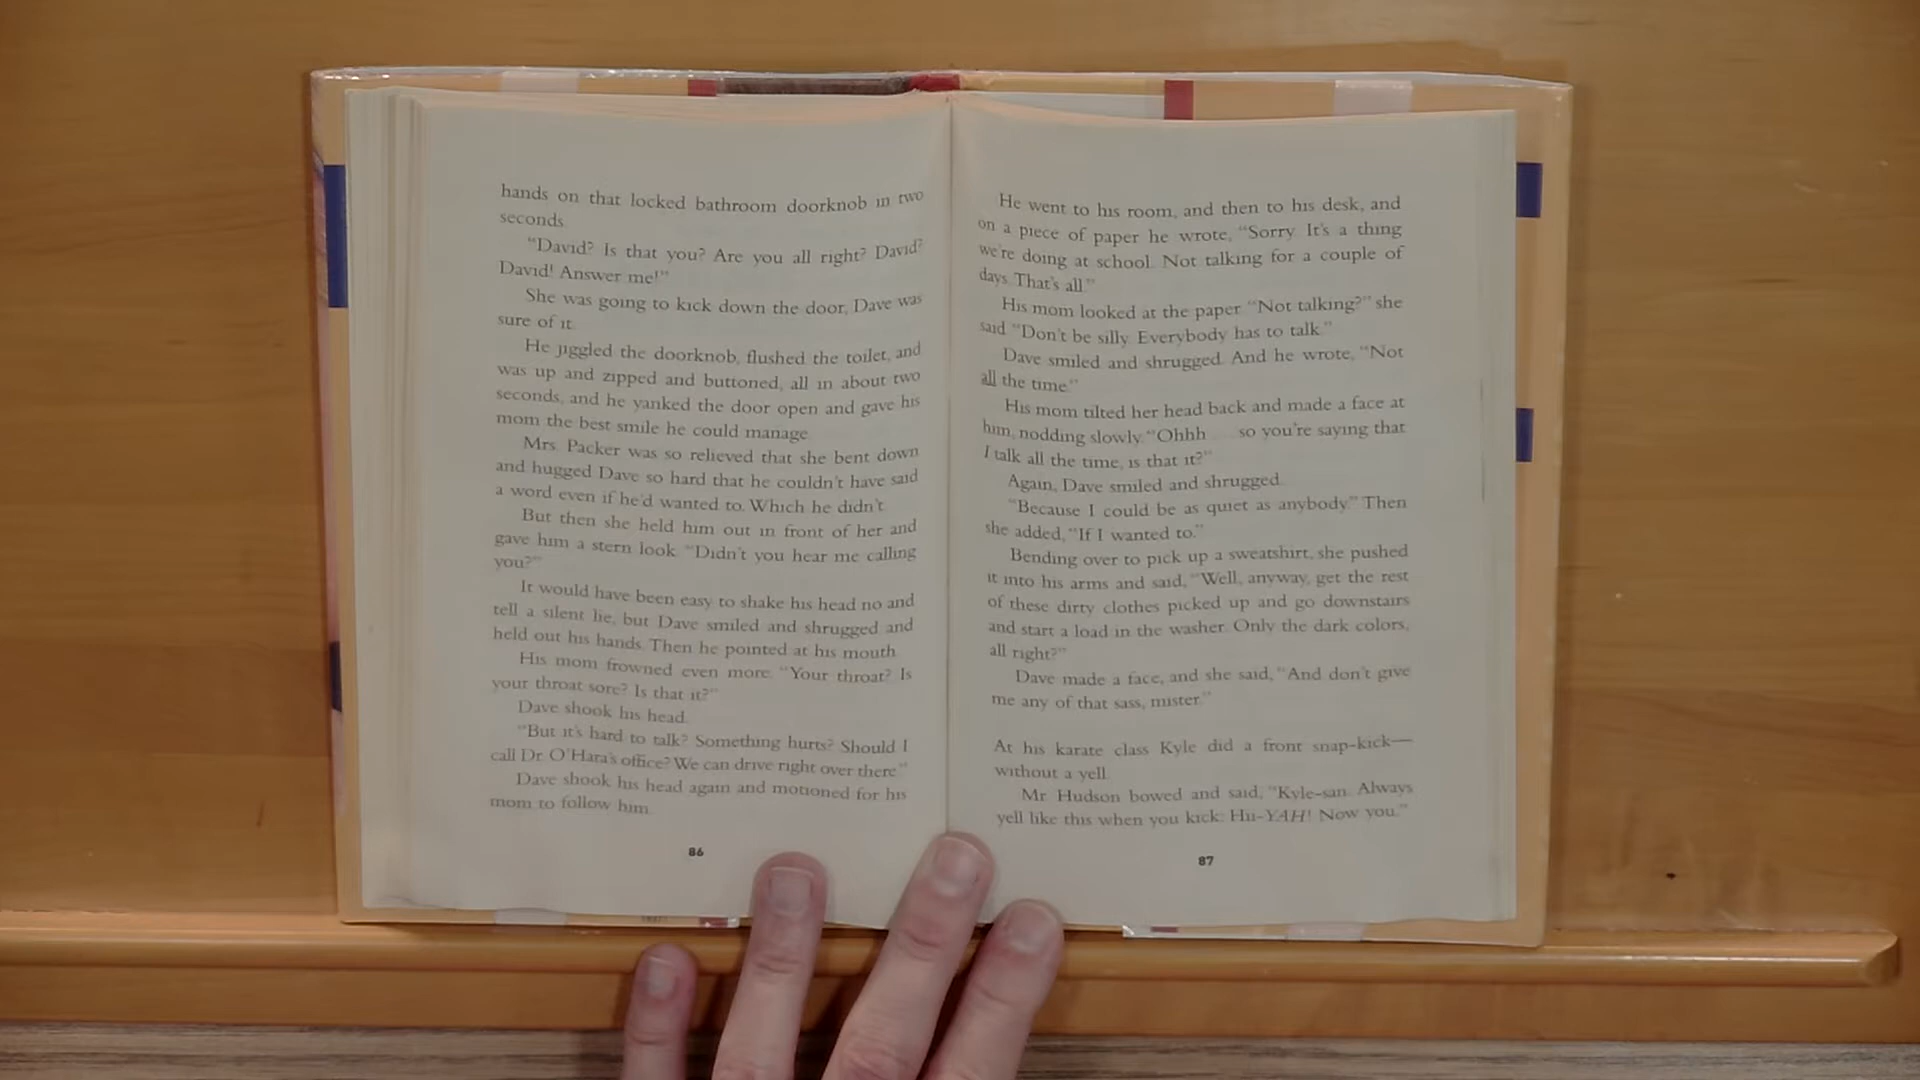 hands on that locked bathroom doorknob in two
seconds.
“David? Is that you? Are you all right? David?
David! Answer me!”
She was going to kick down the door, Dave was
sure of it.
He jiggled the doorknob, flushed the toilet, and
was up and zipped and buttoned, all in about two
seconds, and he yanked the door open and gave his
mom the best smile he could manage.
Mrs. Packer was so relieved that she bent down
and hugged Dave so hard that he couldn’t have said
a word even if he’d wanted to. Which he didn’t.
But then she held him out in front of her and
gave him a stern look. “Didn’t you hear me calling
you?”
It would have been easy to shake his head no and
tell a silent lie, but Dave smiled and shrugged and
held out his hands. Then he pointed at his mouth.
His mom frowned even more. “Your throat? Is
your throat sore? Is that it?”
Dave shook his head.
“But it’s hard to talk? Something hurts? Should I
call Dr. O’Hara’s office? We can drive right over there.”
Dave shook his head again and motioned for his
mom to follow him.
86
He went to his room, and then to his desk, and
on a piece of paper he wrote, “Sorry. It’s a thing
we’re doing at school. Not talking for a couple of
days. That’s all.”
His mom looked at the paper. “Not talking?” she
said. “Don’t be silly. Everybody has to talk.”
Dave smiled and shrugged. And he wrote, “Not
all the time.”
His mom tilted her head back and made a face at
him, nodding slowly. “Ohhh . . . so you’re saying that
I talk all the time, is that it?”
Again, Dave smiled and shrugged.
“Because I could be as quiet as anybody.” Then
she added, “If I wanted to.”
Bending over to pick up a sweatshirt, she pushed
it into his arms and said, “Well, anyway, get the rest
of these dirty clothes picked up and go downstairs
and start a load in the washer. Only the dark colors,
all right?”
Dave made a face, and she said, “And don’t give
me any of that sass, mister.”
At his karate class Kyle did a front snap-kick—
without a yell.
Mr. Hudson bowed and said, “Kyle-san. Always
yell like this when you kick: Hii-YAH! Now you.”
87